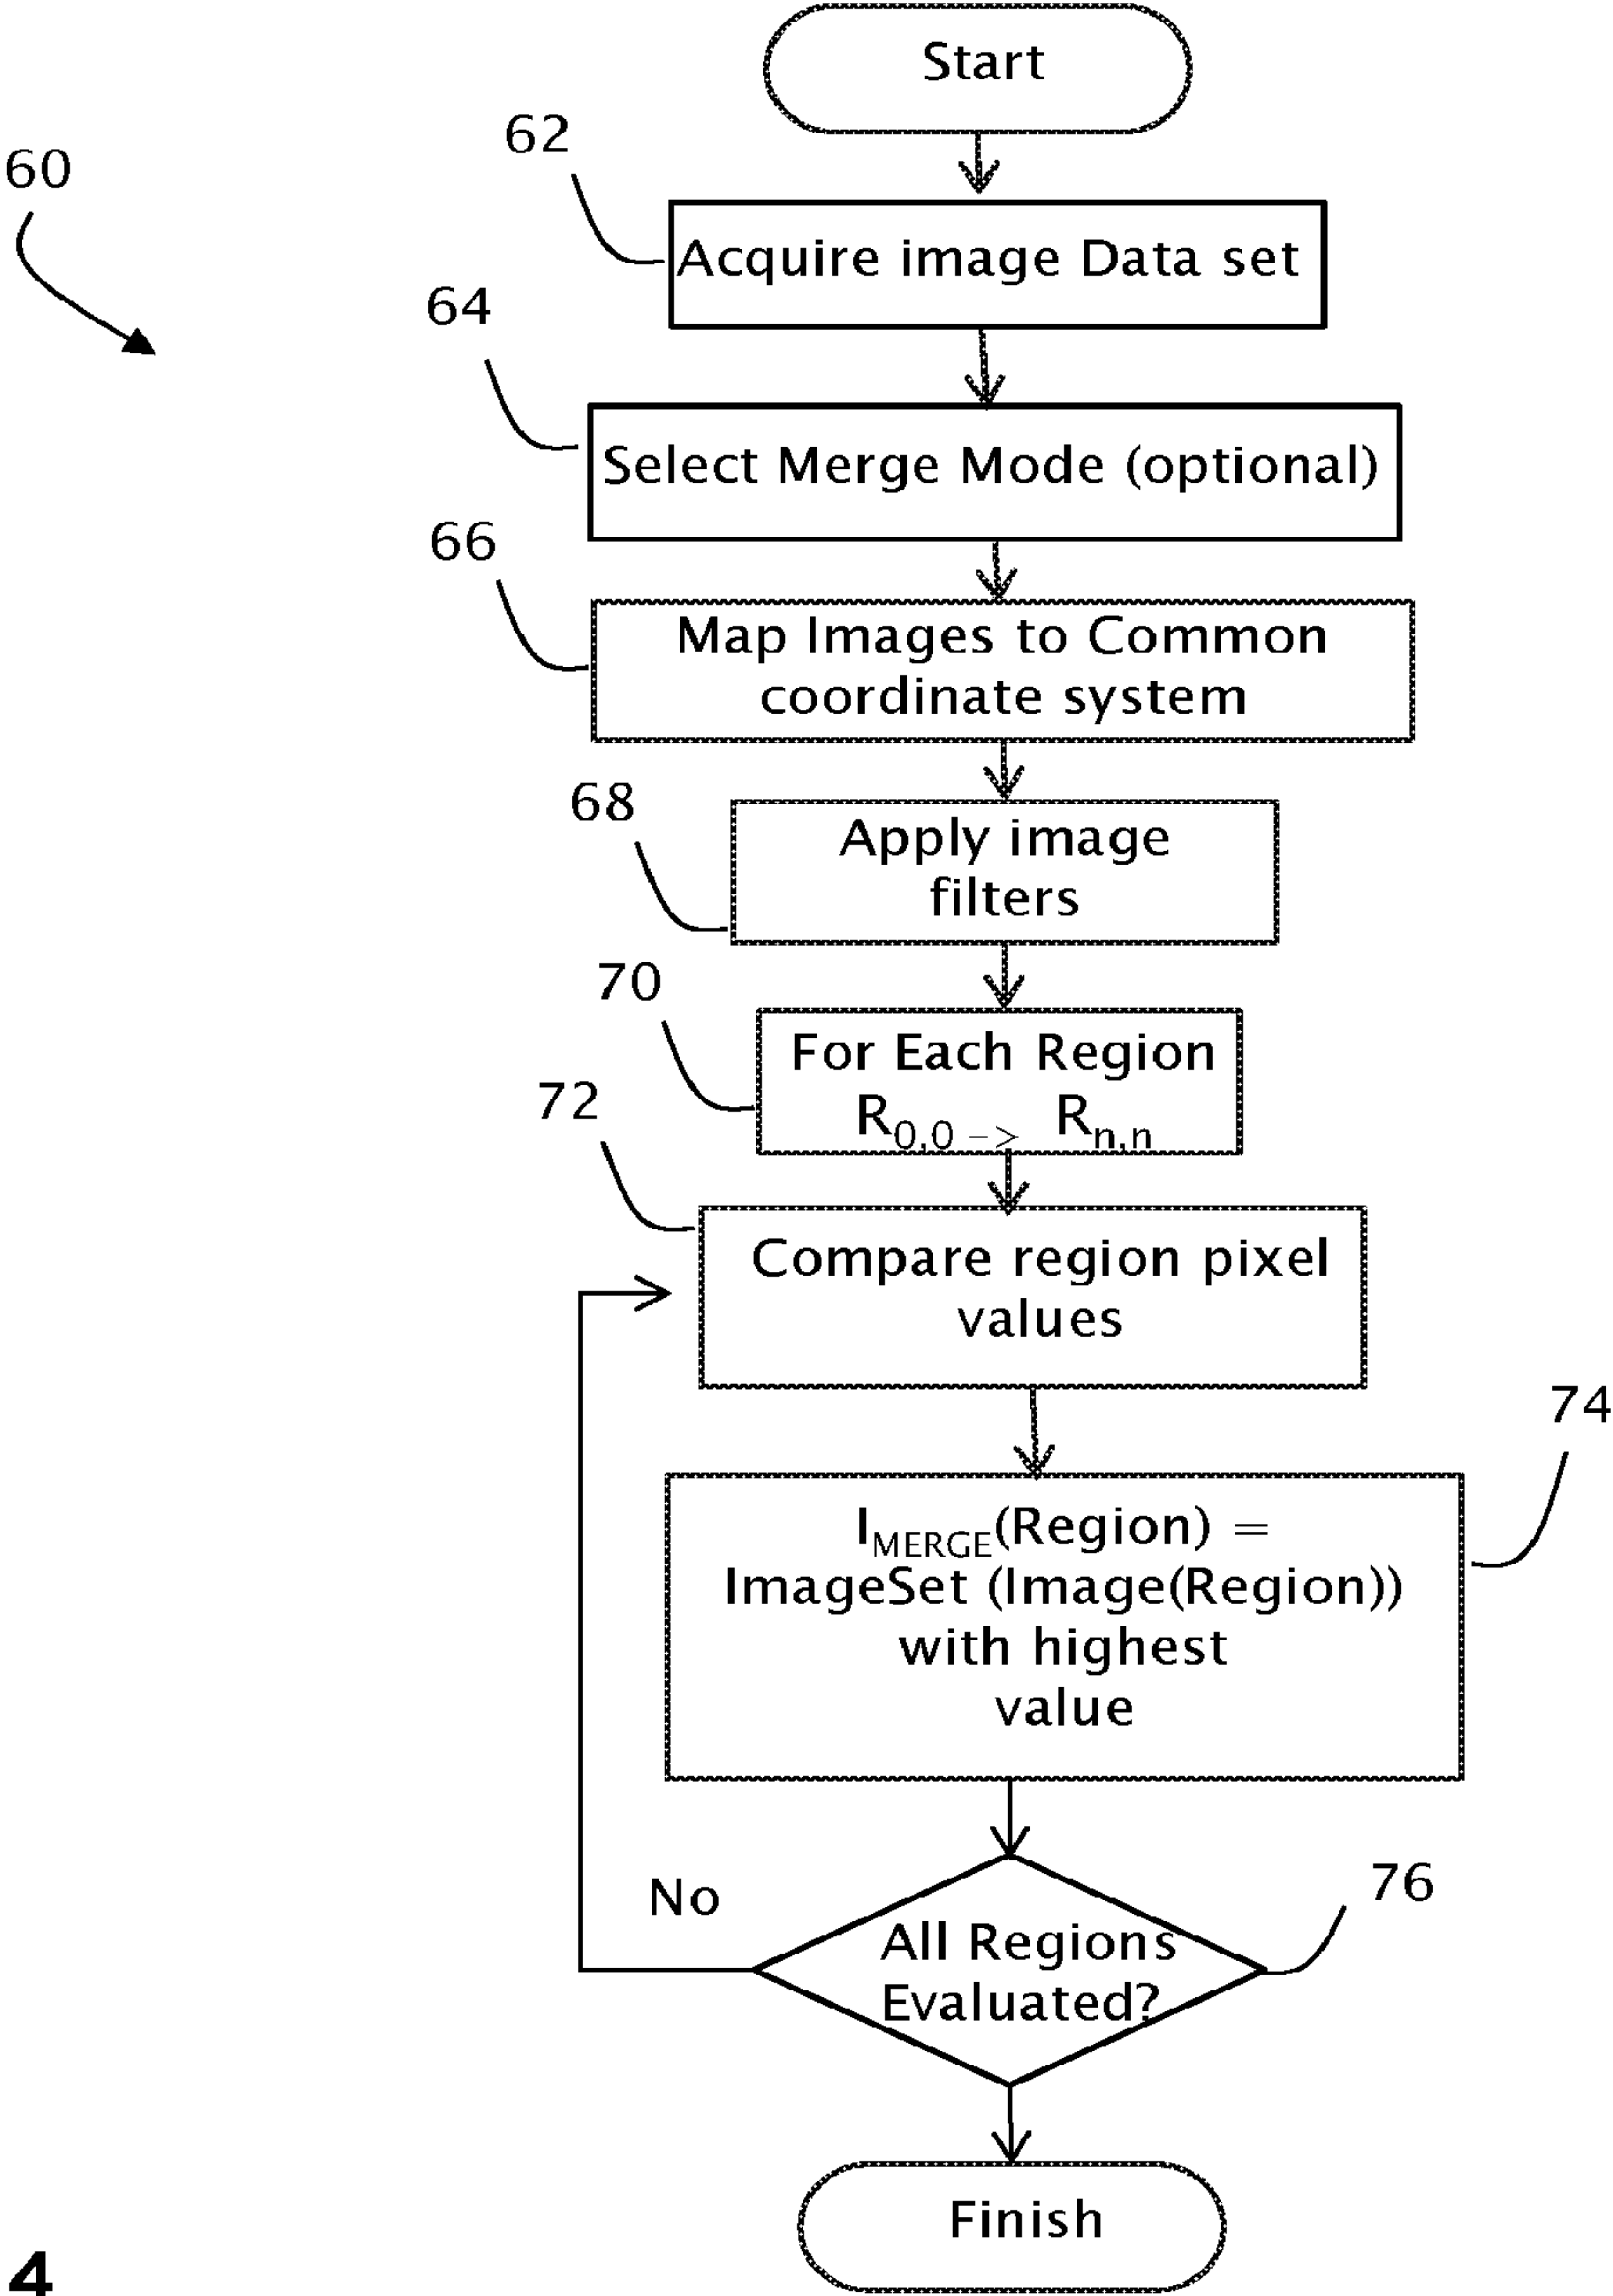 Start
62
60
Acquire image Data set
64
Select Merge Mode (optional)
66
Map Images to Common
coordinate system
68
Apply image
filters
70
For Each Region
R0,0 -> Rn,n
72
Compare region pixel
values
74
IMERGE(Region) =
ImageSet (Image(Region))
with highest
value
76
No
All Regions
Evaluated?
Finish
4